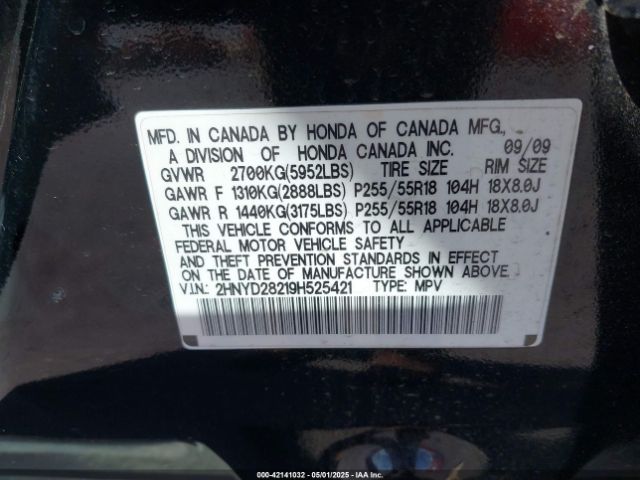 MFD. IN CANADA BY HONDA OF CANADA MFG.,
A DIVISION OF HONDA CANADA INC. 09/09
GVWR 2700KG(5952LBS) TIRE SIZE RIM SIZE
GAWR F 1310KG(2888LBS) P255/55R18 104H 18X8.0J
GAWR R 1440KG(3175LBS) P255/55R18 104H 18X8.0J
THIS VEHICLE CONFORMS TO ALL APPLICABLE
FEDERAL MOTOR VEHICLE SAFETY
AND THEFT PREVENTION STANDARDS IN EFFECT
ON THE DATE OF MANUFACTURE SHOWN ABOVE.
V.I.N.: 2HNYD28219H525421 TYPE: MPV
000-42141032 05/01/2025 IAAI.COM